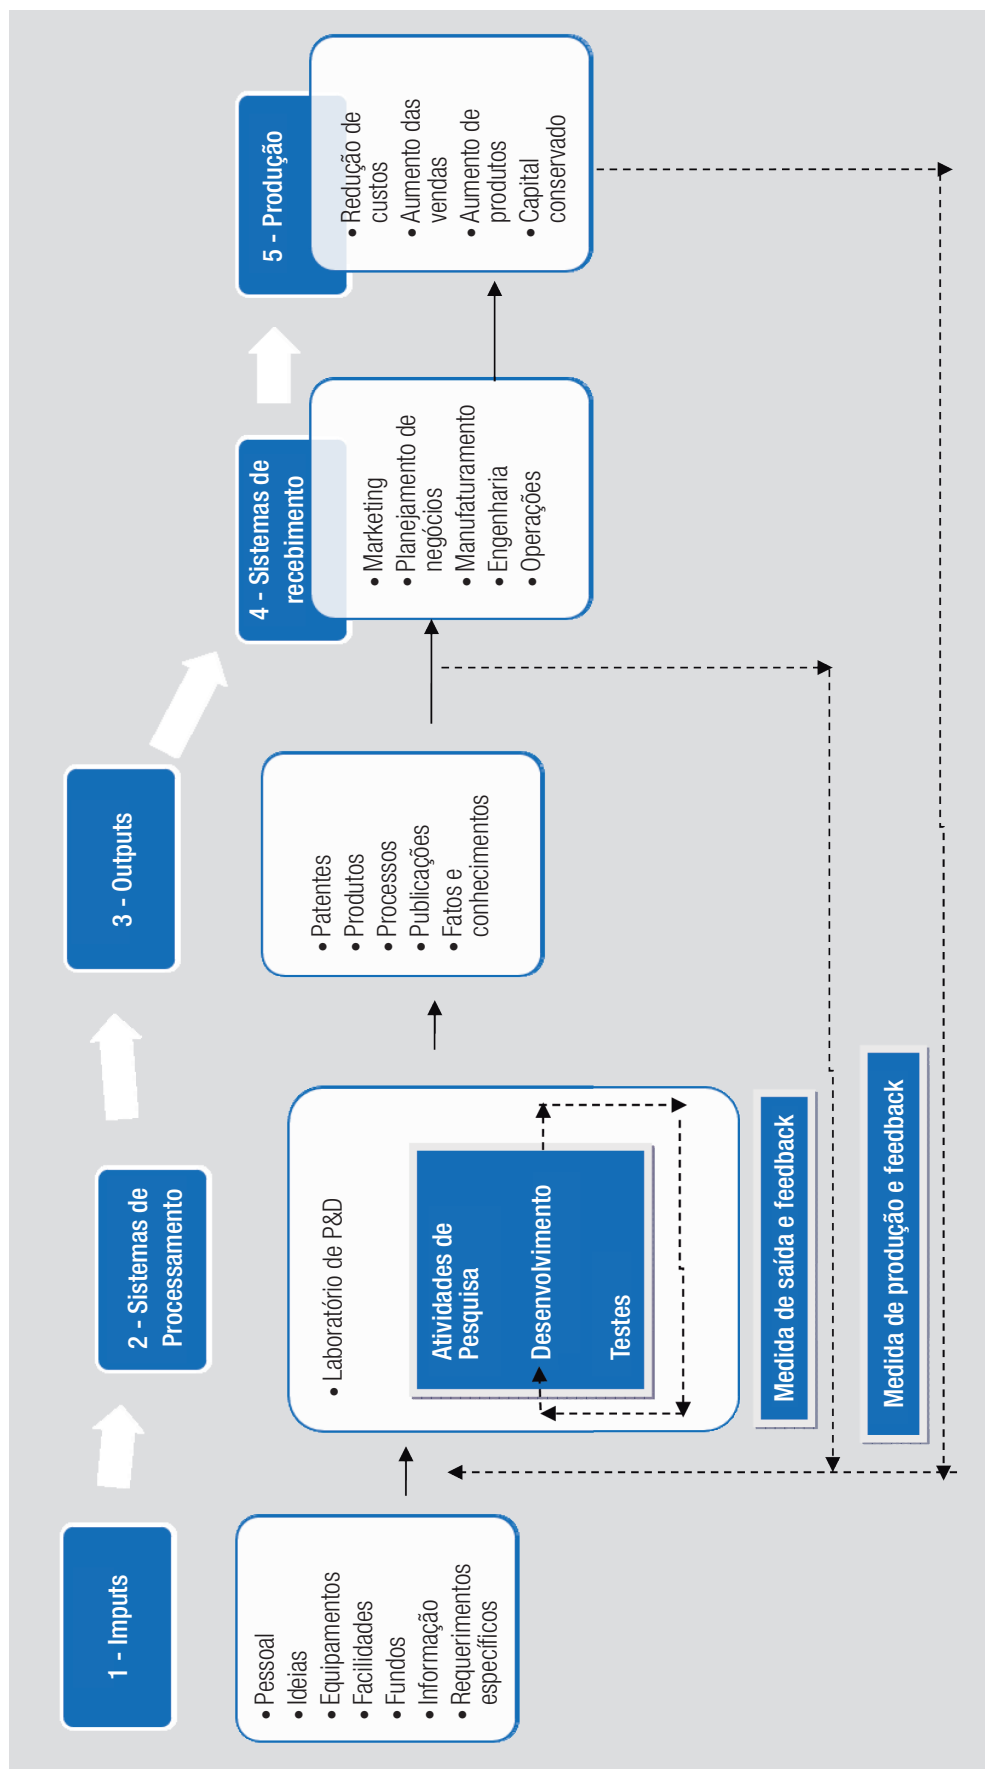 1 - Imputs
• Pessoal
• Ideias
• Equipamentos
• Facilidades
• Fundos
• Informação
• Requerimentos
específicos
2 - Sistemas de
Processamento
• Laboratório de P&D
Atividades de
Pesquisa
Desenvolvimento
Testes
3 - Outputs
• Patentes
• Produtos
• Processos
• Publicações
• Fatos e
conhecimentos
4 - Sistemas de
recebimento
• Marketing
• Planejamento de
negócios
• Manufaturamento
• Engenharia
• Operações
5 - Produção
• Redução de
custos
• Aumento das
vendas
• Aumento de
produtos
• Capital
conservado
Medida de saída e feedback
Medida de produção e feedback